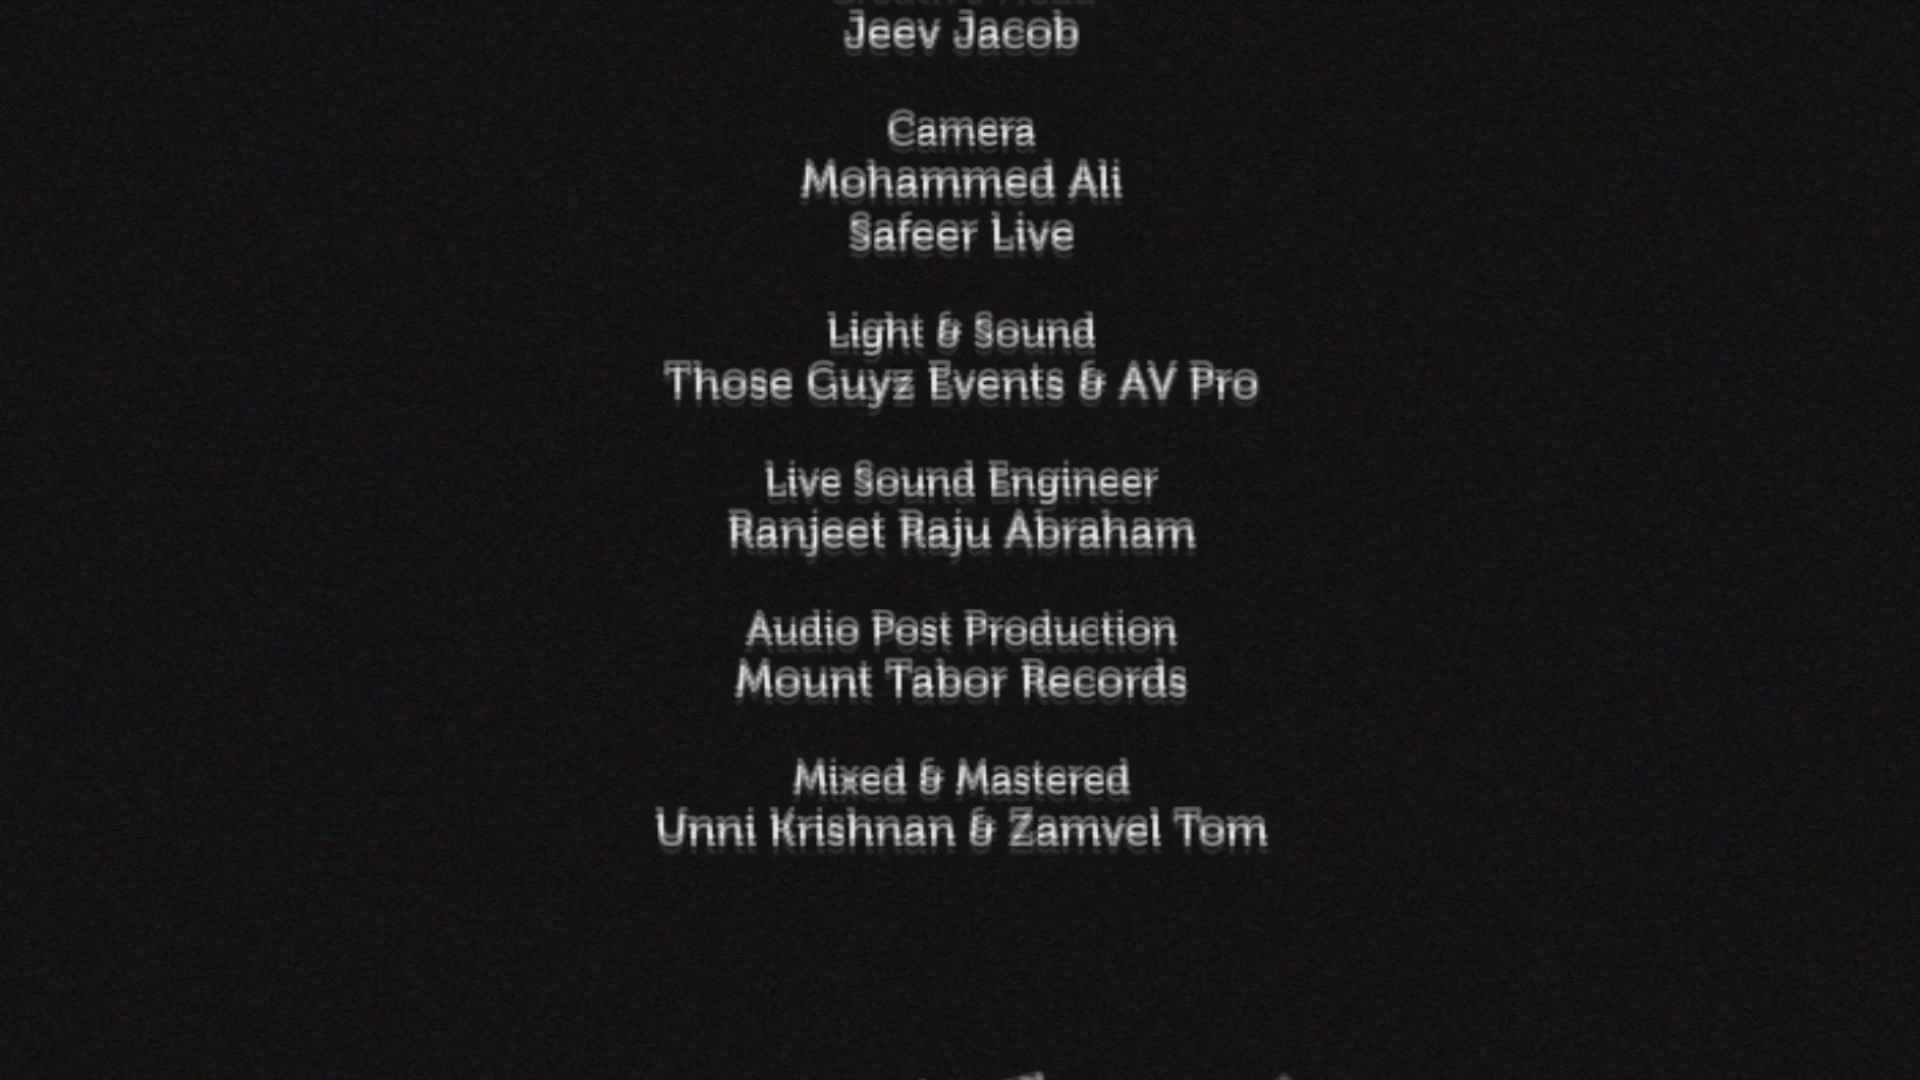 Jeev Jacob
Camera
Mohammed Ali
Safeer Live
Light & Sound
Those Guyz Events & AV Pro
Live Sound Engineer
Ranjeet Raju Abraham
Audio Post Production
Mount Tabor Records
Mixed & Mastered
Unni Krishnan & Zamvel Tom